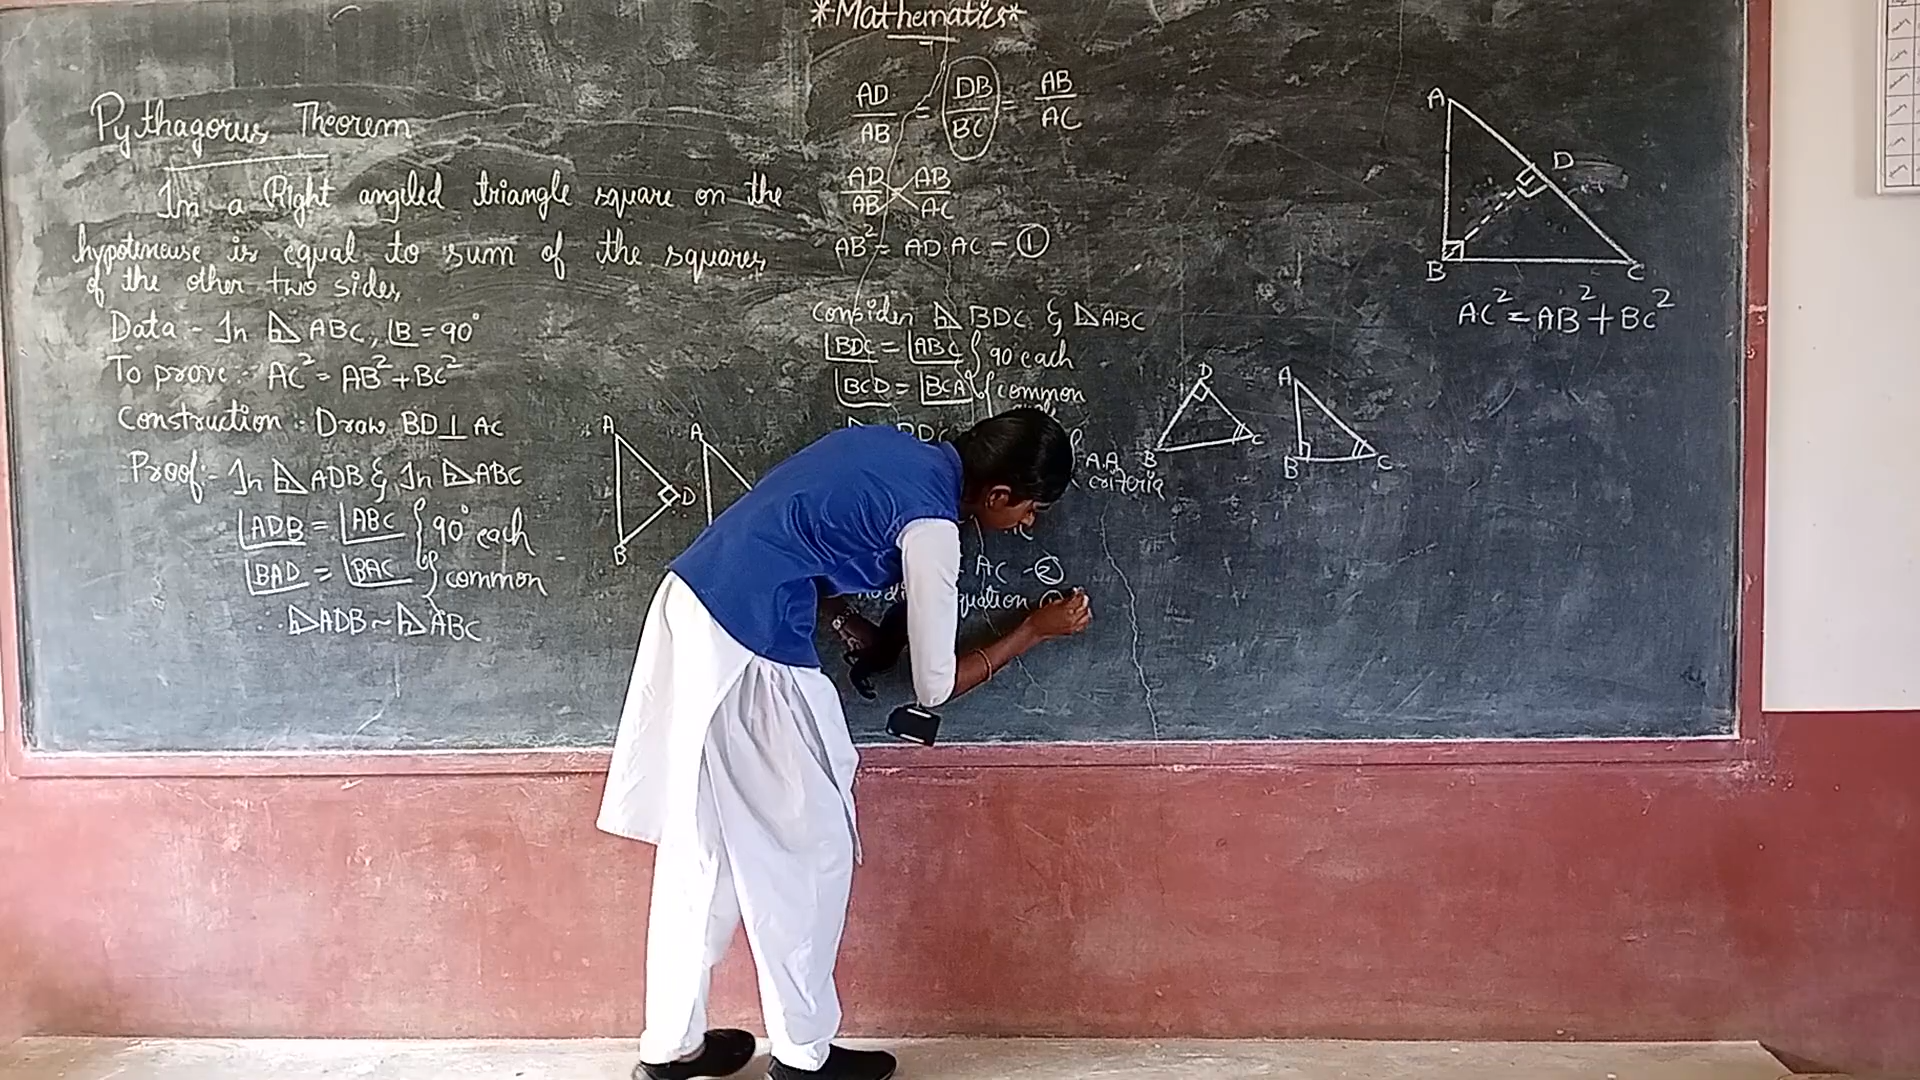 *Mathematics*
Pythagorus Theorem
In a Right angled triangle square on the
hypotenuse is equal to sum of the squares
of the other two sides,
Data :- In ⊿ ABC, ∠B = 90°
To prove :- AC² = AB² + BC²
Construction :- Draw BD ⊥ AC
Proof :- In ⊿ ADB & In ⊿ ABC
∠ADB = ∠ABC { 90° each
∠BAD = ∠BAC } common
∴ ⊿ADB ~ ⊿ABC
A
D
B
A
AD/AB = DB/BC = AB/AC
AD/AB AB/AC
AB² = AD·AC - ①
Consider ⊿ BDC & ⊿ABC
∠BDC = ∠ABC } 90 each
∠BCD = ∠BCA } common
BDC
A.A
criteria
AC - ②
equation ①
D
B
C
A
B
C
A
D
B
C
AC² = AB² + BC²